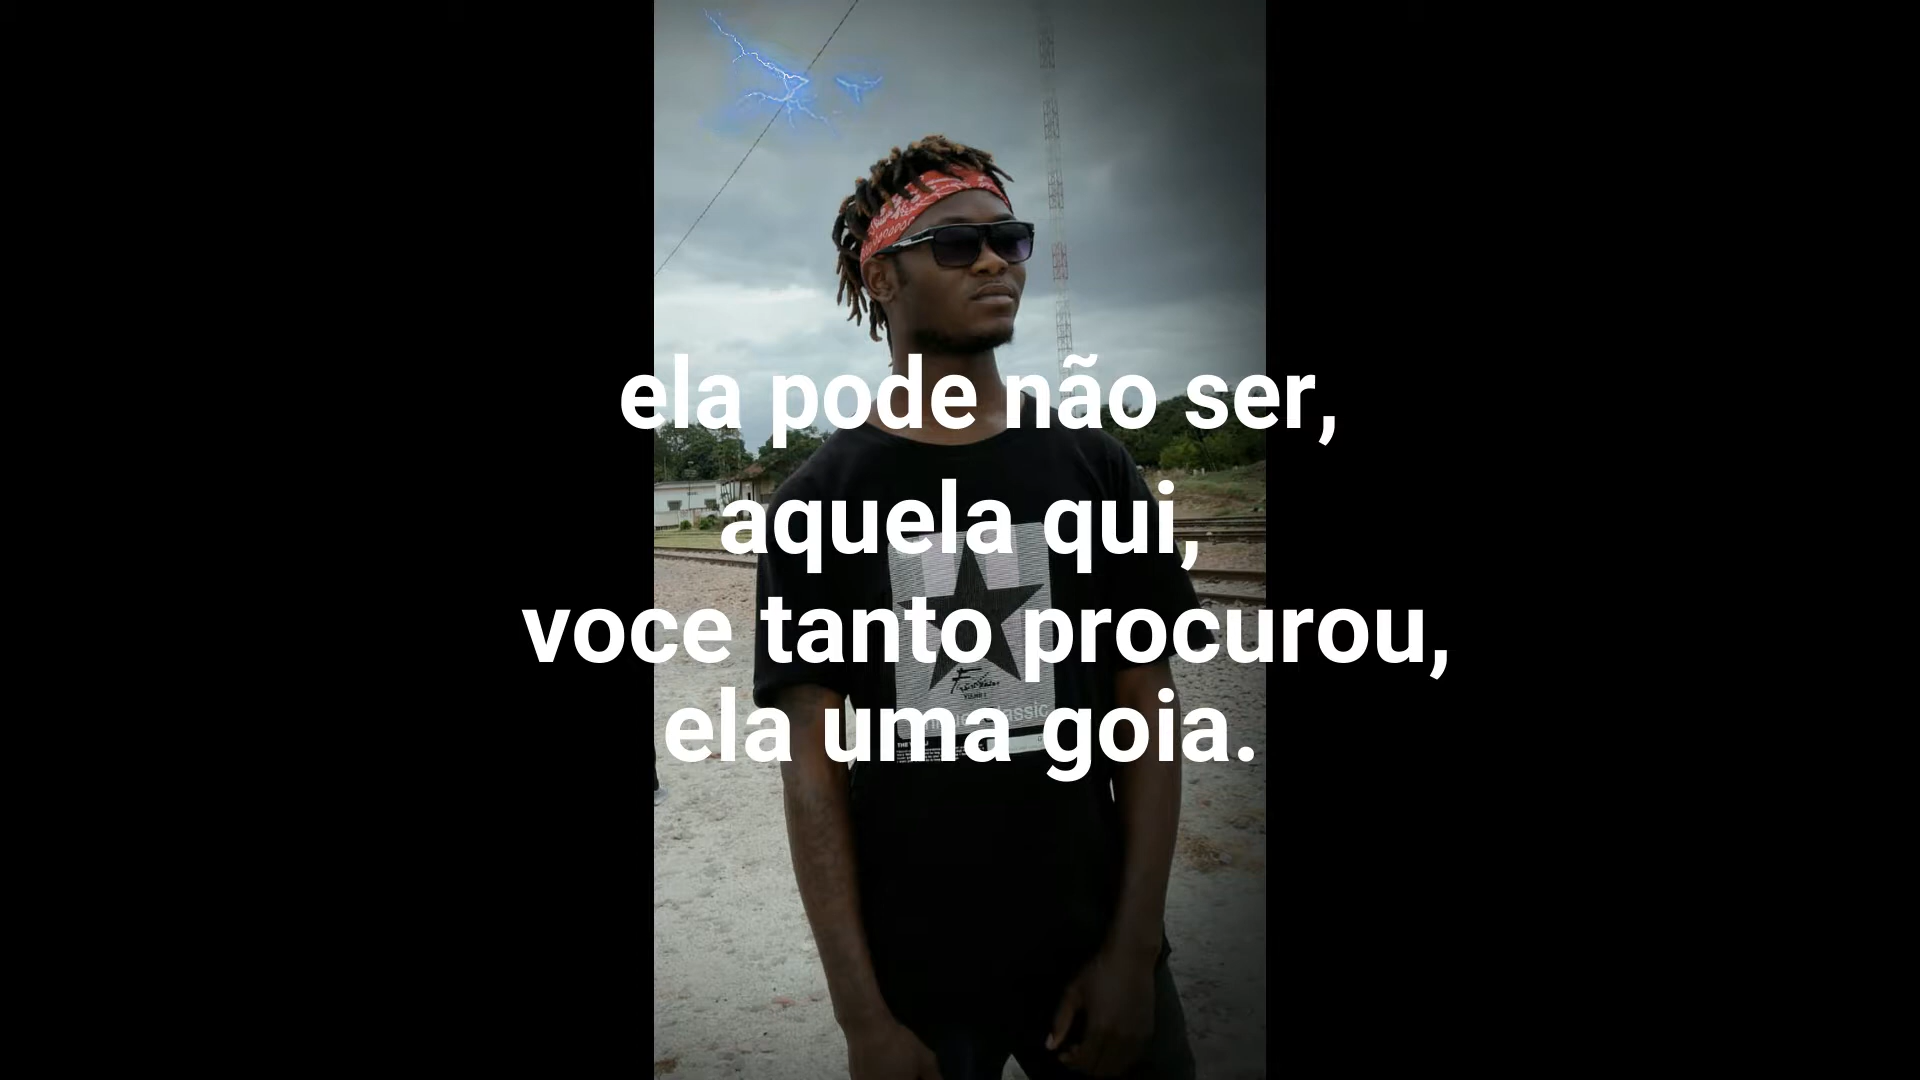 ela pode não ser,
aquela qui,
voce tanto procurou,
ela uma goia.